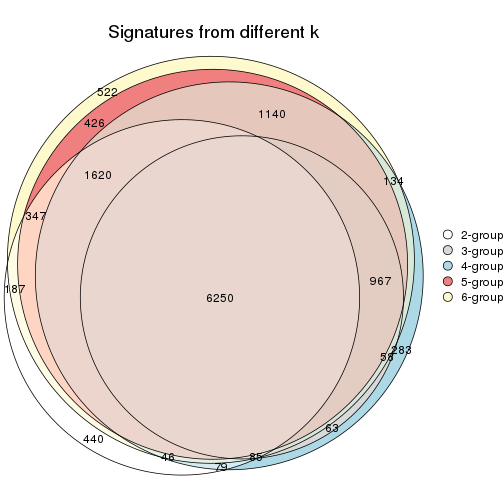 Signatures from different k
522
426
1140
1620
134
347
187
967
6250
2-group
3-group
4-group
5-group
6-group
283
58
63
440
46
79
85